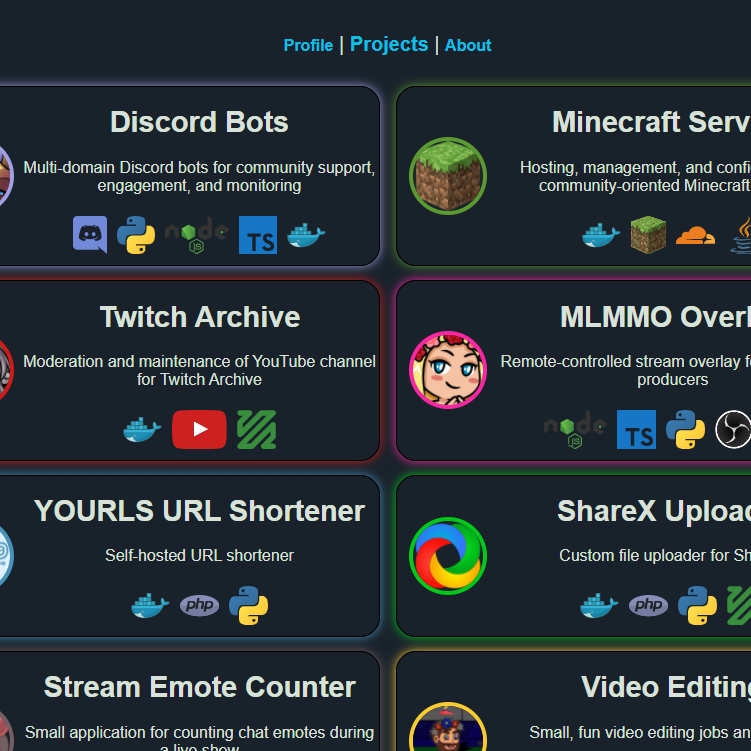 Profile | Projects | About
Discord Bots
Multi-domain Discord bots for community support,
engagement, and monitoring
node
JS
TS
Minecraft Serv
Hosting, management, and confi
community-oriented Minecraft
Twitch Archive
Moderation and maintenance of YouTube channel
for Twitch Archive
MLMMO Overl
Remote-controlled stream overlay fo
producers
node
JS
TS
YOURLS URL Shortener
Self-hosted URL shortener
php
ShareX Upload
Custom file uploader for Sh
php
Stream Emote Counter
Small application for counting chat emotes during
a live show
Video Editing
Small, fun video editing jobs an